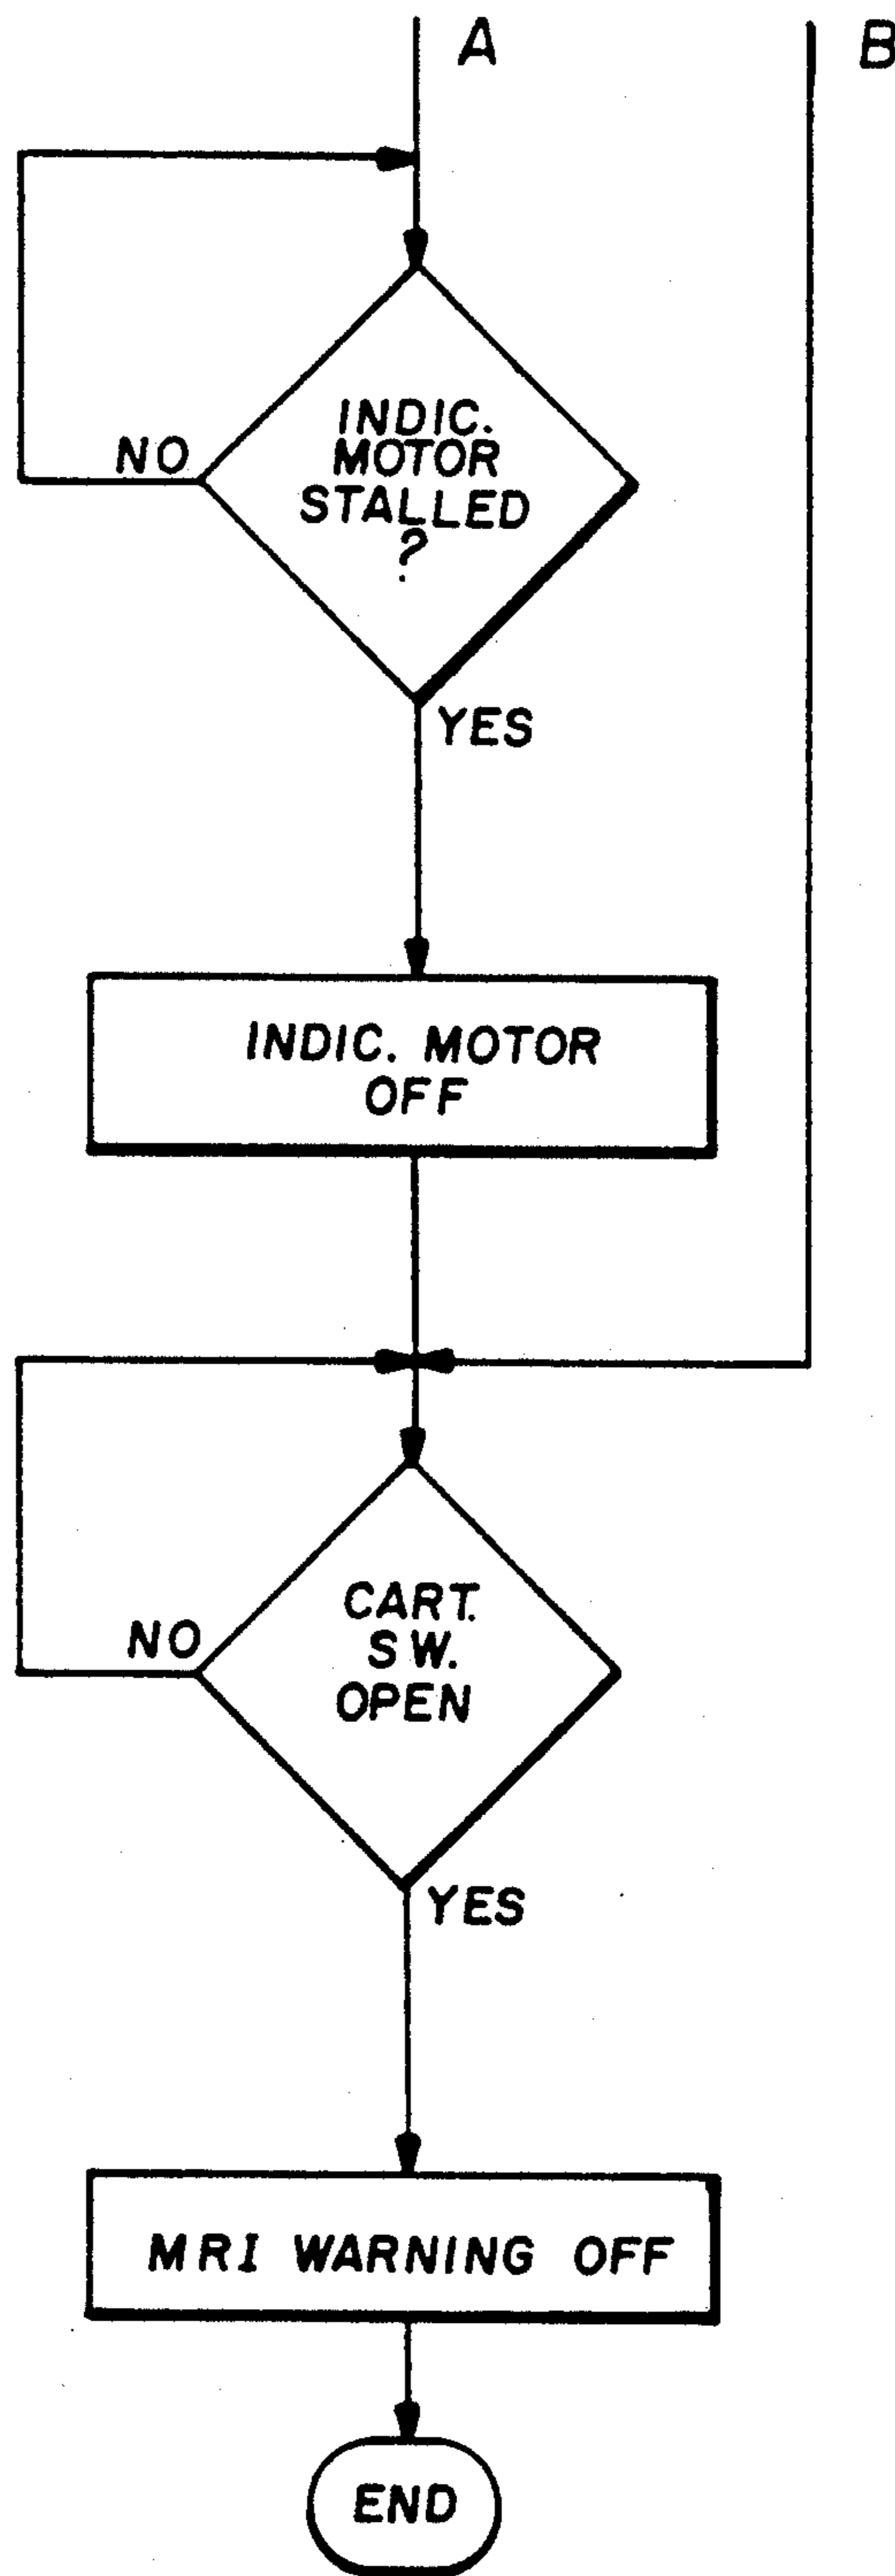 A
B
INDIC.
MOTOR
STALLED
?
NO
YES
INDIC. MOTOR
OFF
CART.
SW.
OPEN
NO
YES
MRI WARNING OFF
END